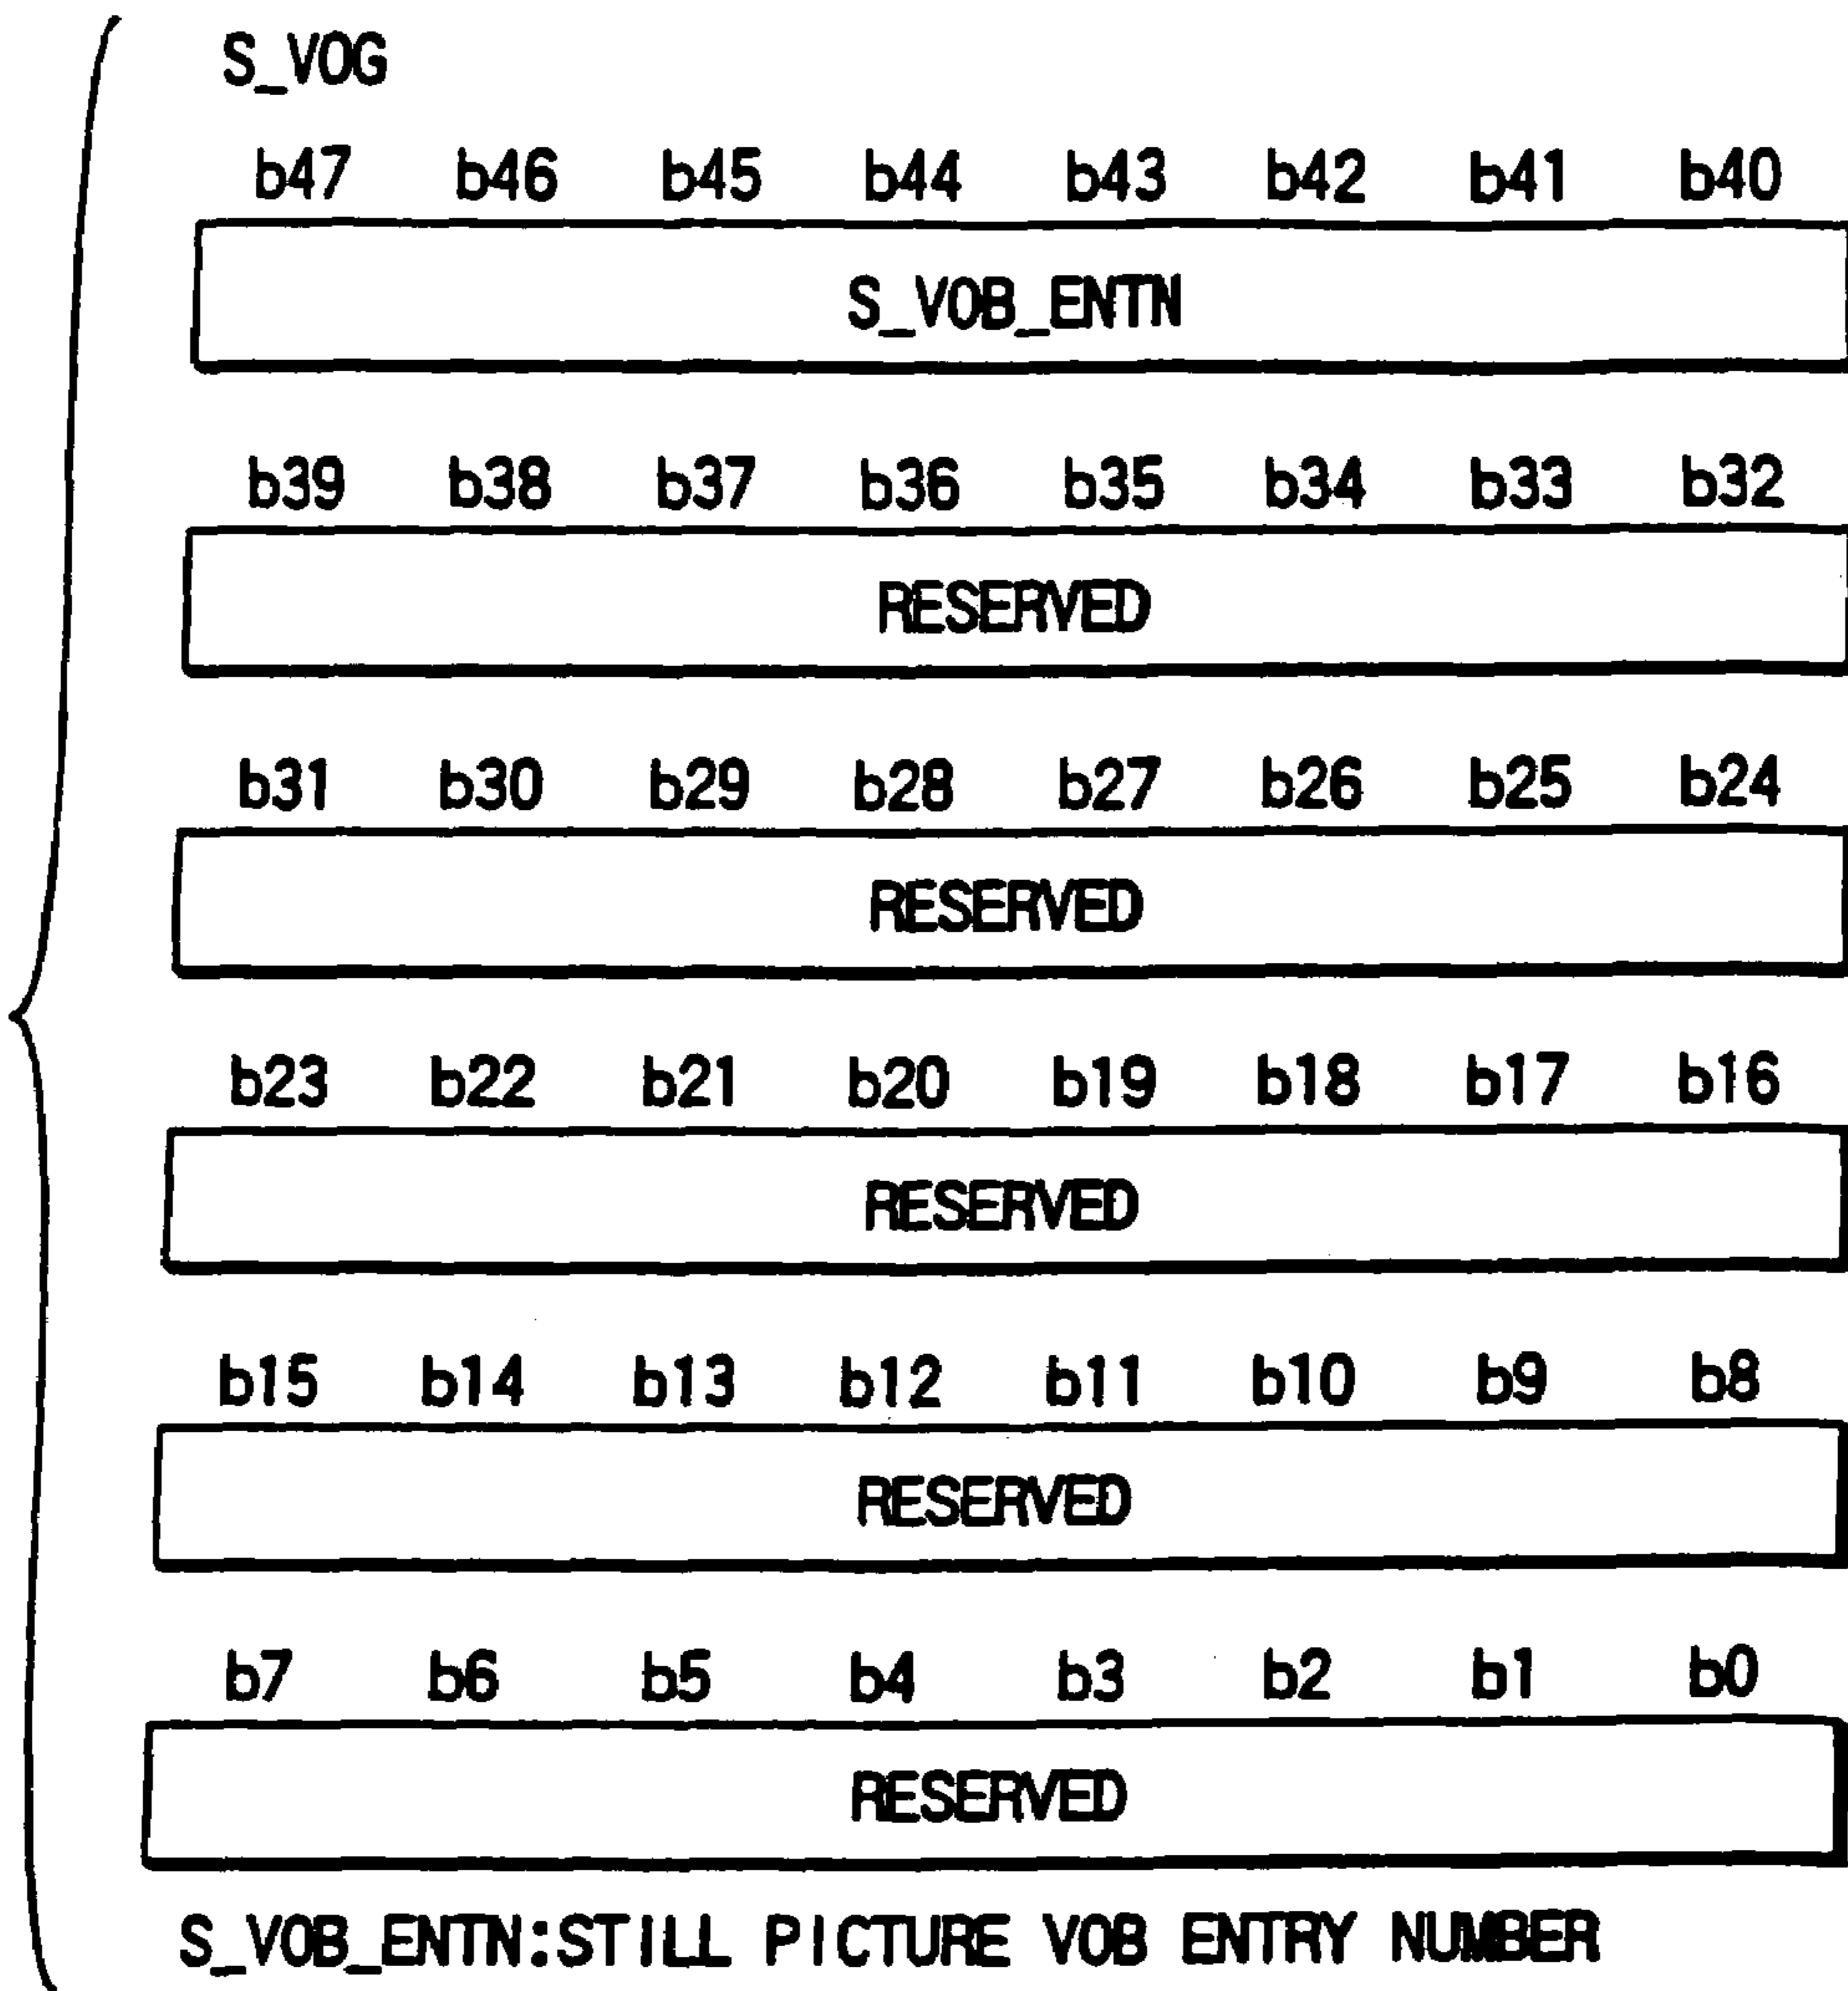 S_VOG
b47 b46 b45 b44 b43 b42 b41 b40
S_VOB_ENTN
b39 b38 b37 b36 b35 b34 b33 b32
RESERVED
b31 b30 b29 b28 b27 b26 b25 b24
RESERVED
b23 b22 b21 b20 b19 b18 b17 b16
RESERVED
b15 b14 b13 b12 b11 b10 b9 b8
RESERVED
b7 b6 b5 b4 b3 b2 b1 b0
RESERVED
S_VOB_ENTN:STILL PICTURE VOB ENTRY NUMBER